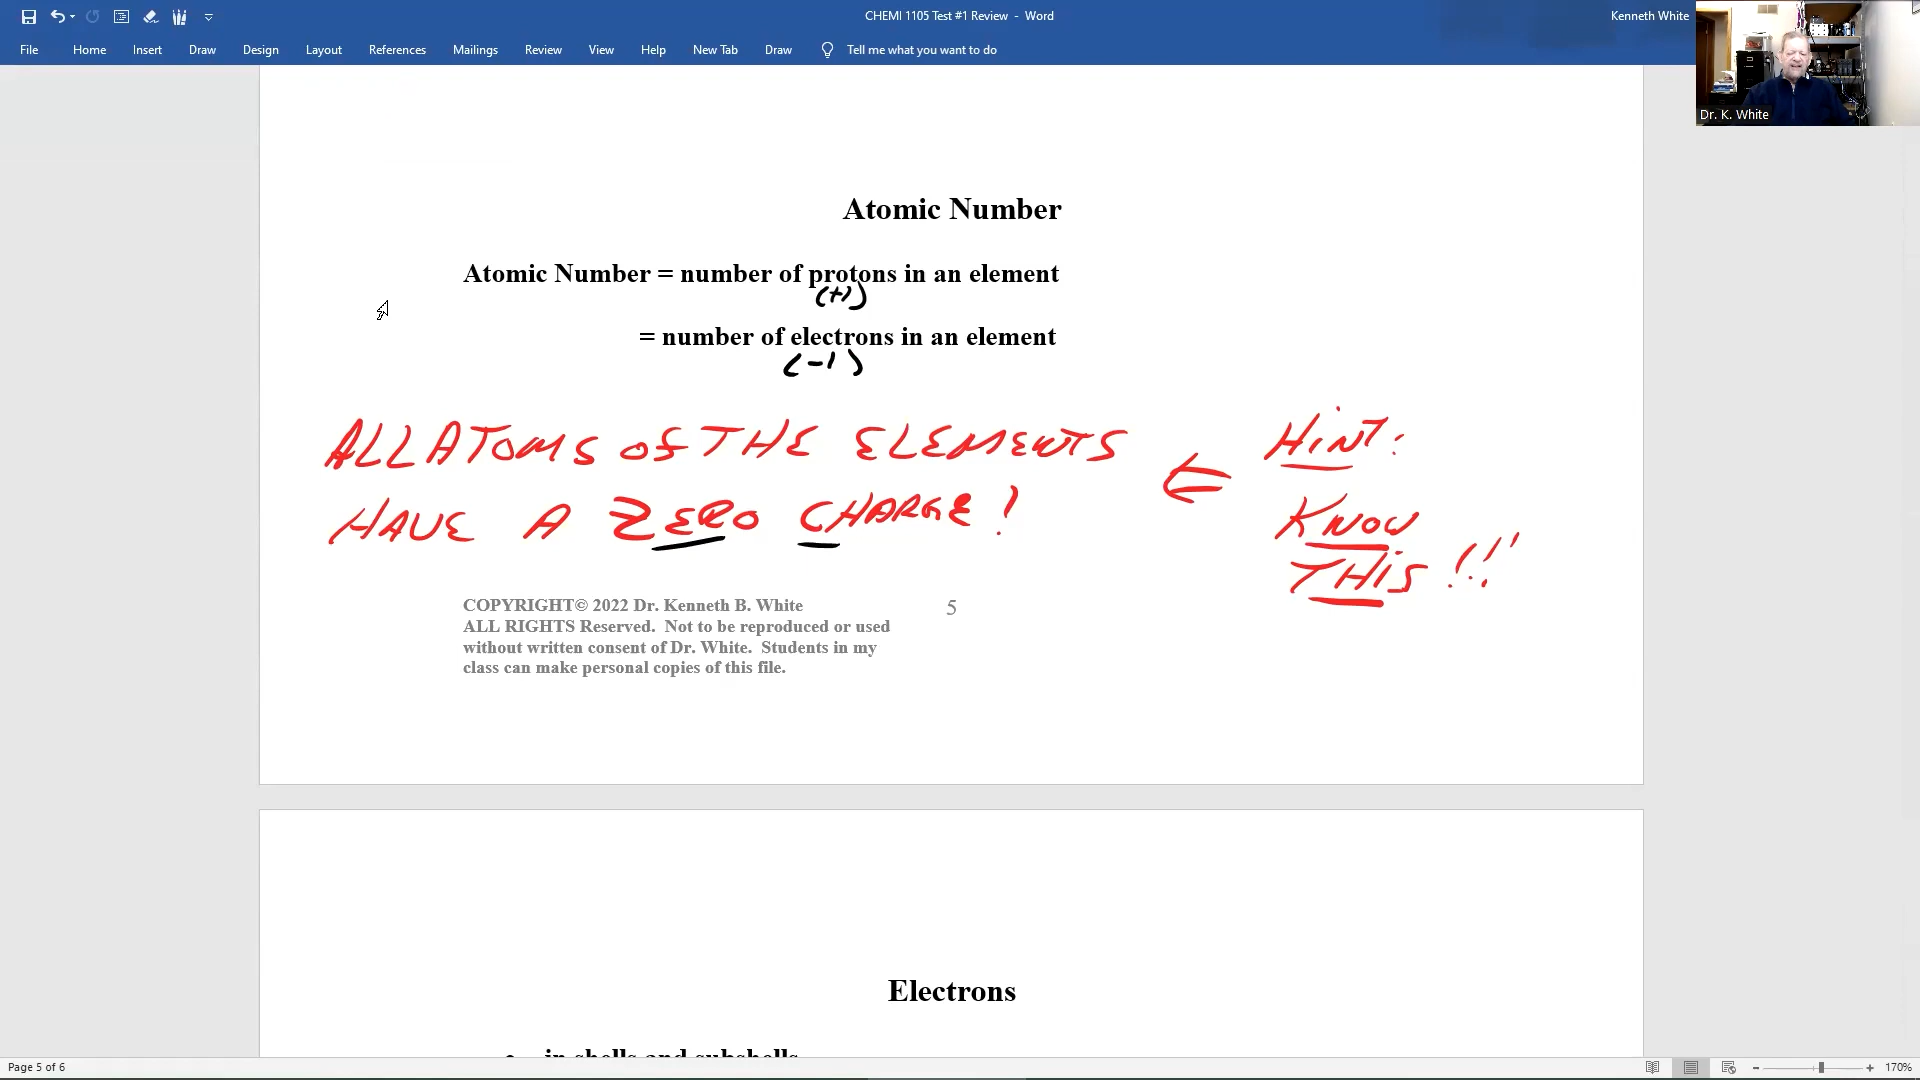 CHEMI 1105 Test #1 Review - Word
Kenneth White
File Home Insert Draw Design Layout References Mailings Review View Help New Tab Draw Tell me what you want to do
Dr. K. White
Atomic Number
Atomic Number = number of protons in an element
(+1)
= number of electrons in an element
(-1)
ALL ATOMS OF THE ELEMENTS
HAVE A ZERO CHARGE!
⇐ HINT:
KNOW
THIS!!!
COPYRIGHT© 2022 Dr. Kenneth B. White
ALL RIGHTS Reserved. Not to be reproduced or used
without written consent of Dr. White. Students in my
class can make personal copies of this file.
5
Electrons
• in shells and subshells
Page 5 of 6
170%